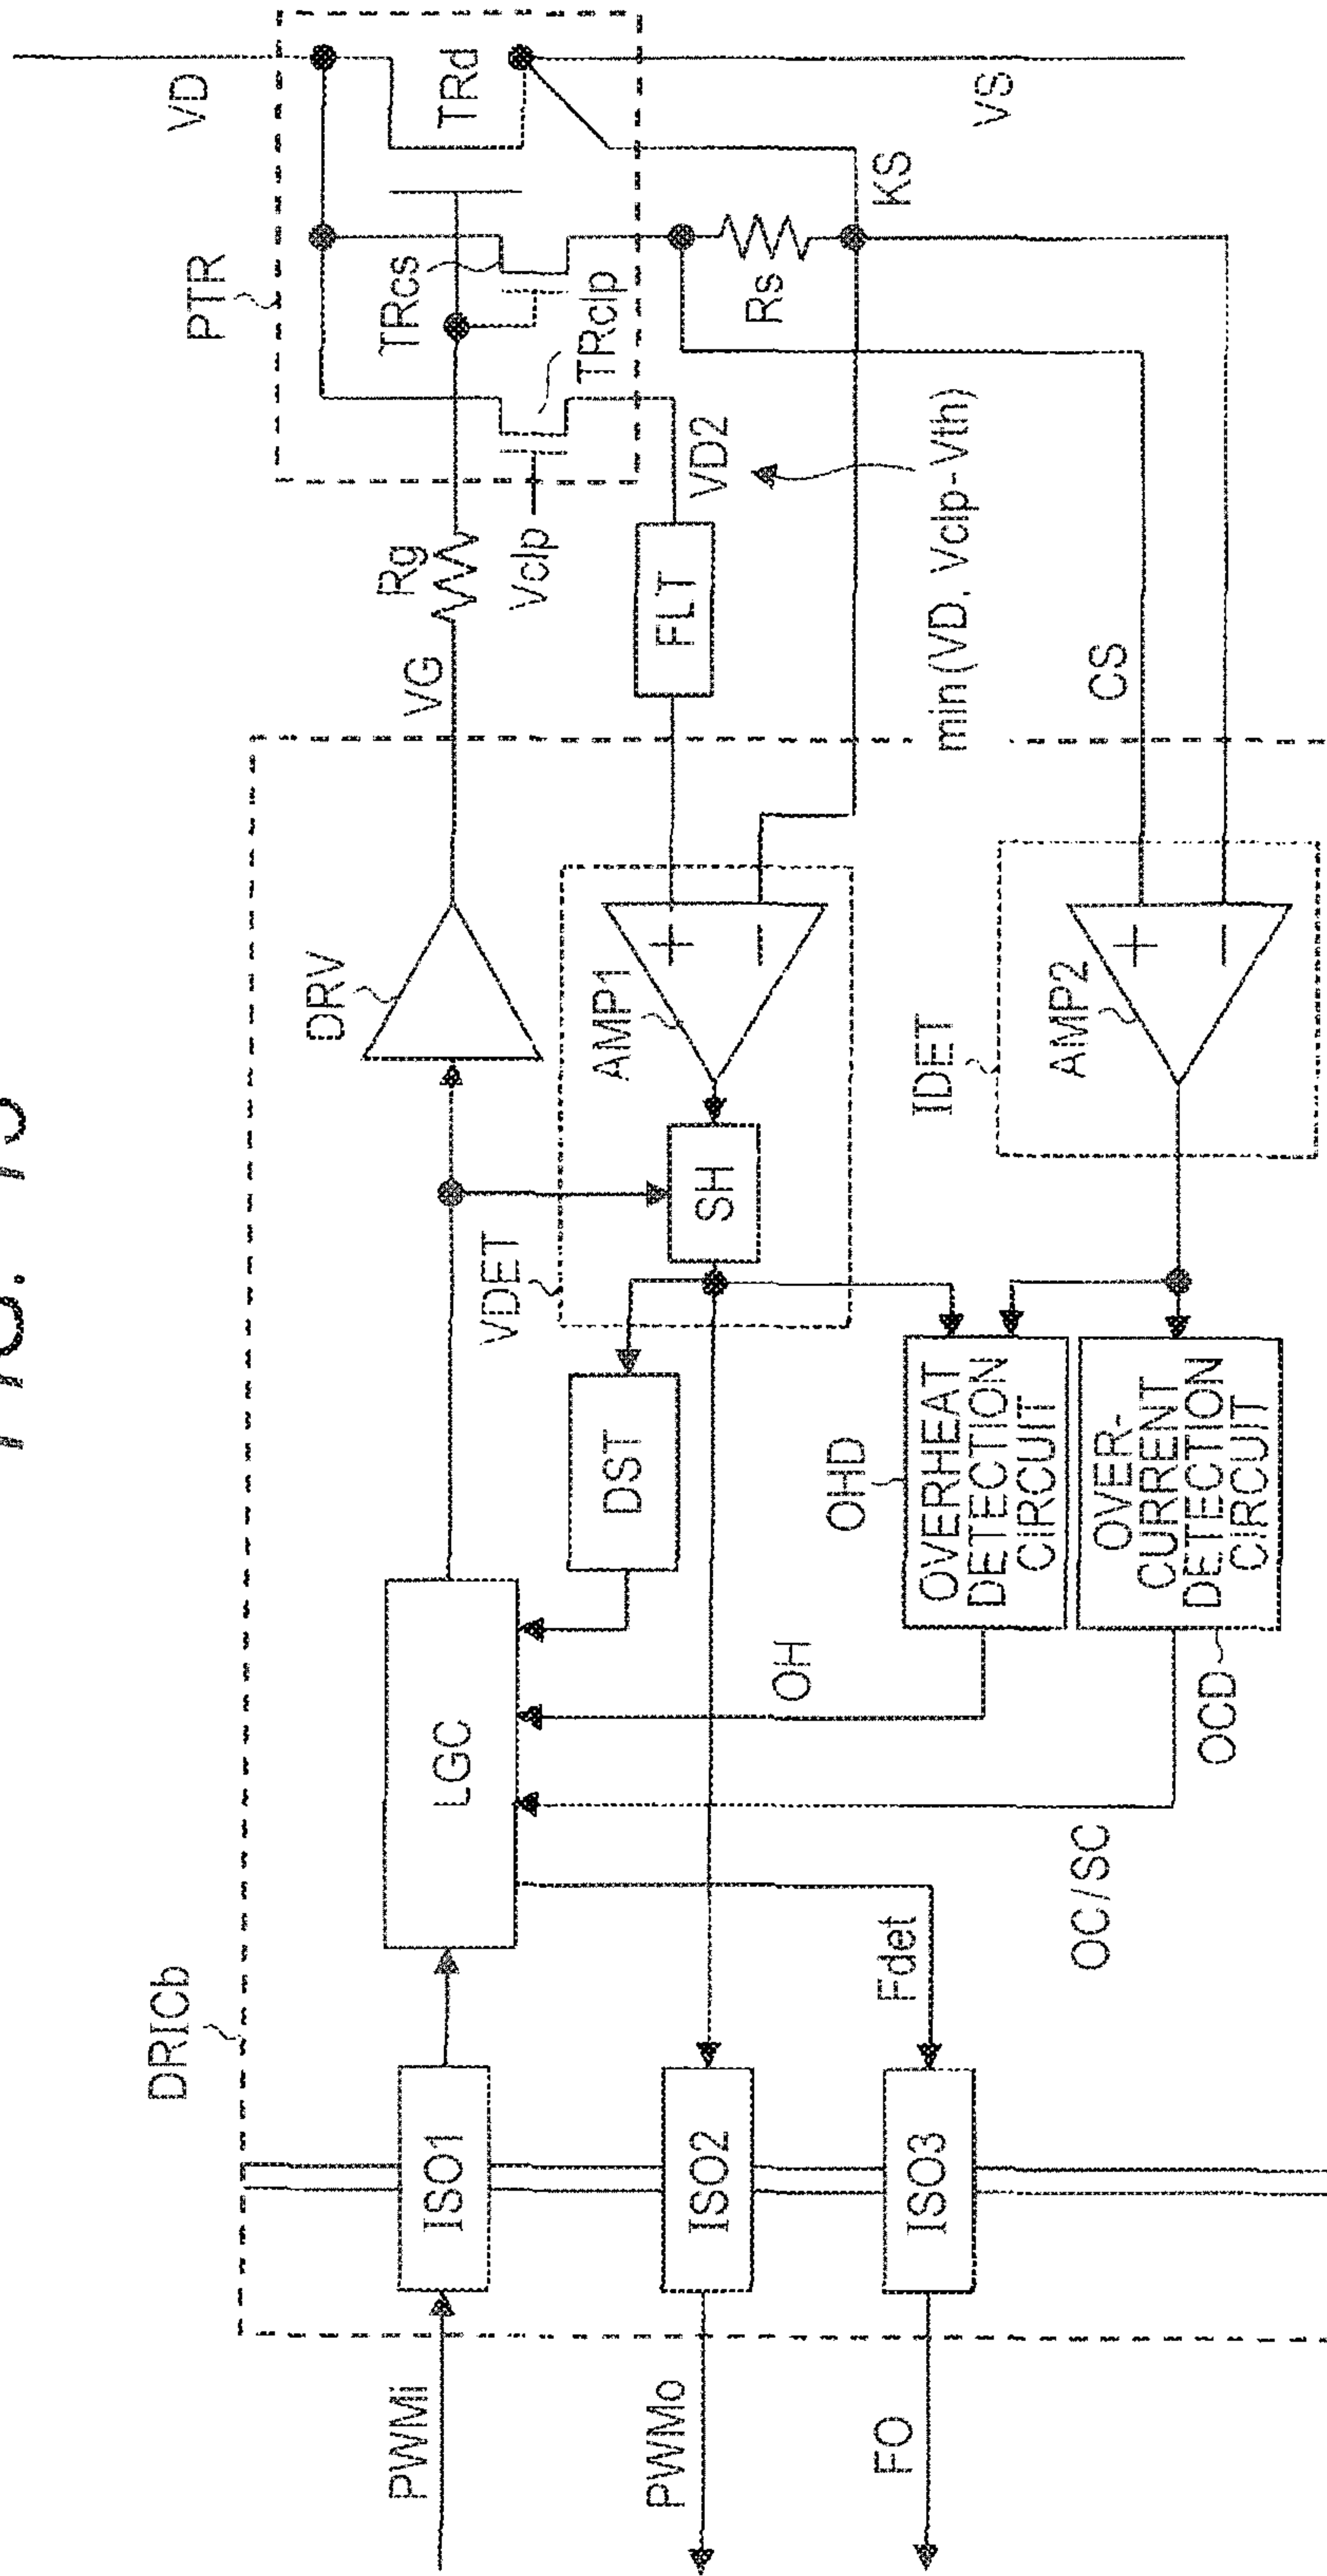 DRICb
PTR
VD
PWMi
ISO1
LGC
DRV
VG
Rg
TRcs
TRd
Vclp
TRclp
VDET
AMP1
+
−
SH
DST
FLT
VD2
Rs
KS
VS
min (VD, Vclp-Vth)
PWMo
ISO2
OH
OHD
OVERHEAT
DETECTION
CIRCUIT
IDET
AMP2
+
−
CS
FO
ISO3
Fdet
OC/SC
OCD
OVER-
CURRENT
DETECTION
CIRCUIT